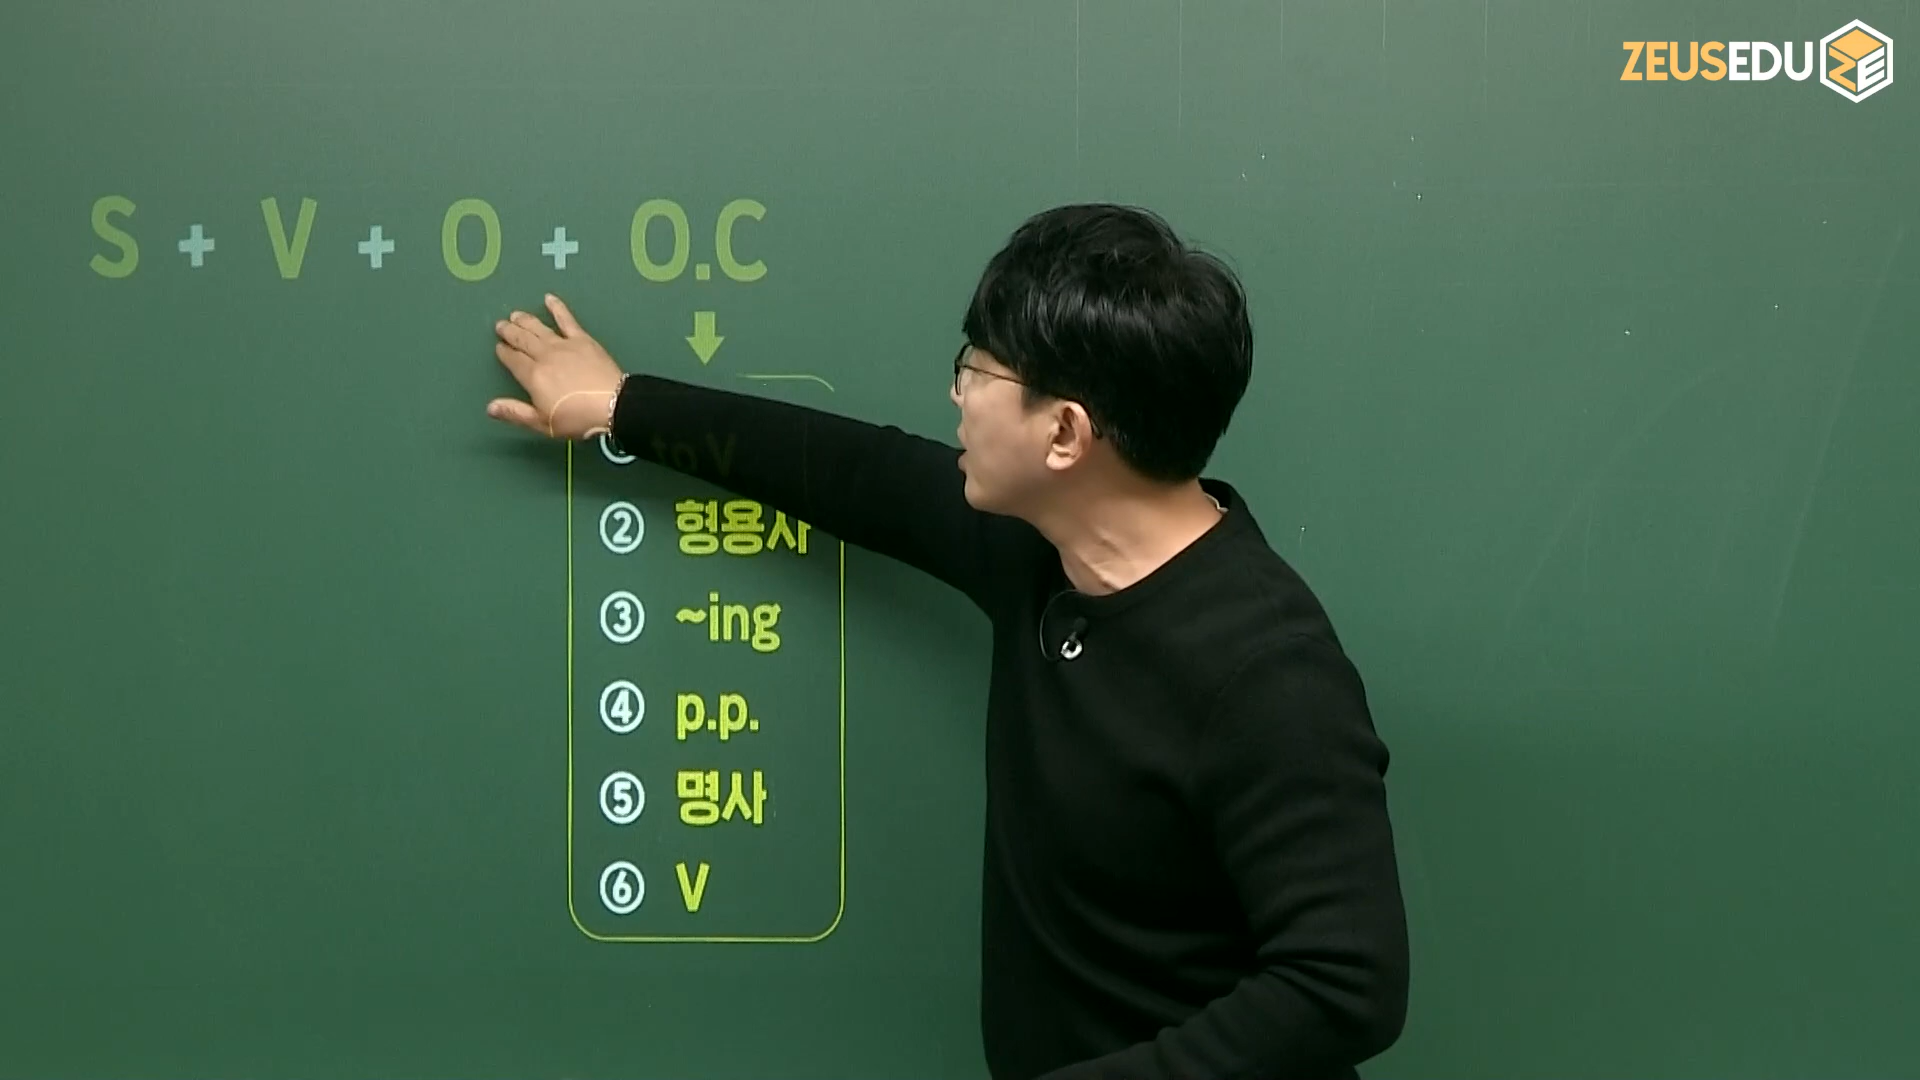 ZEUSEDU
S + V + O + O.C
① to V
② 형용사
③ ~ing
④ p.p.
⑤ 명사
⑥ V